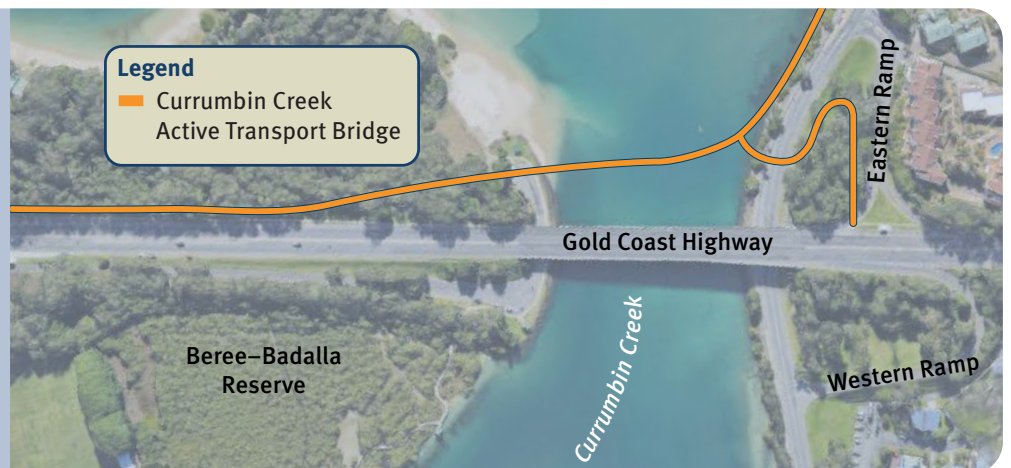 Legend
Currumbin Creek
Active Transport Bridge
Eastern Ramp
Gold Coast Highway
Beree–Badalla
Reserve
Currumbin Creek
Western Ramp